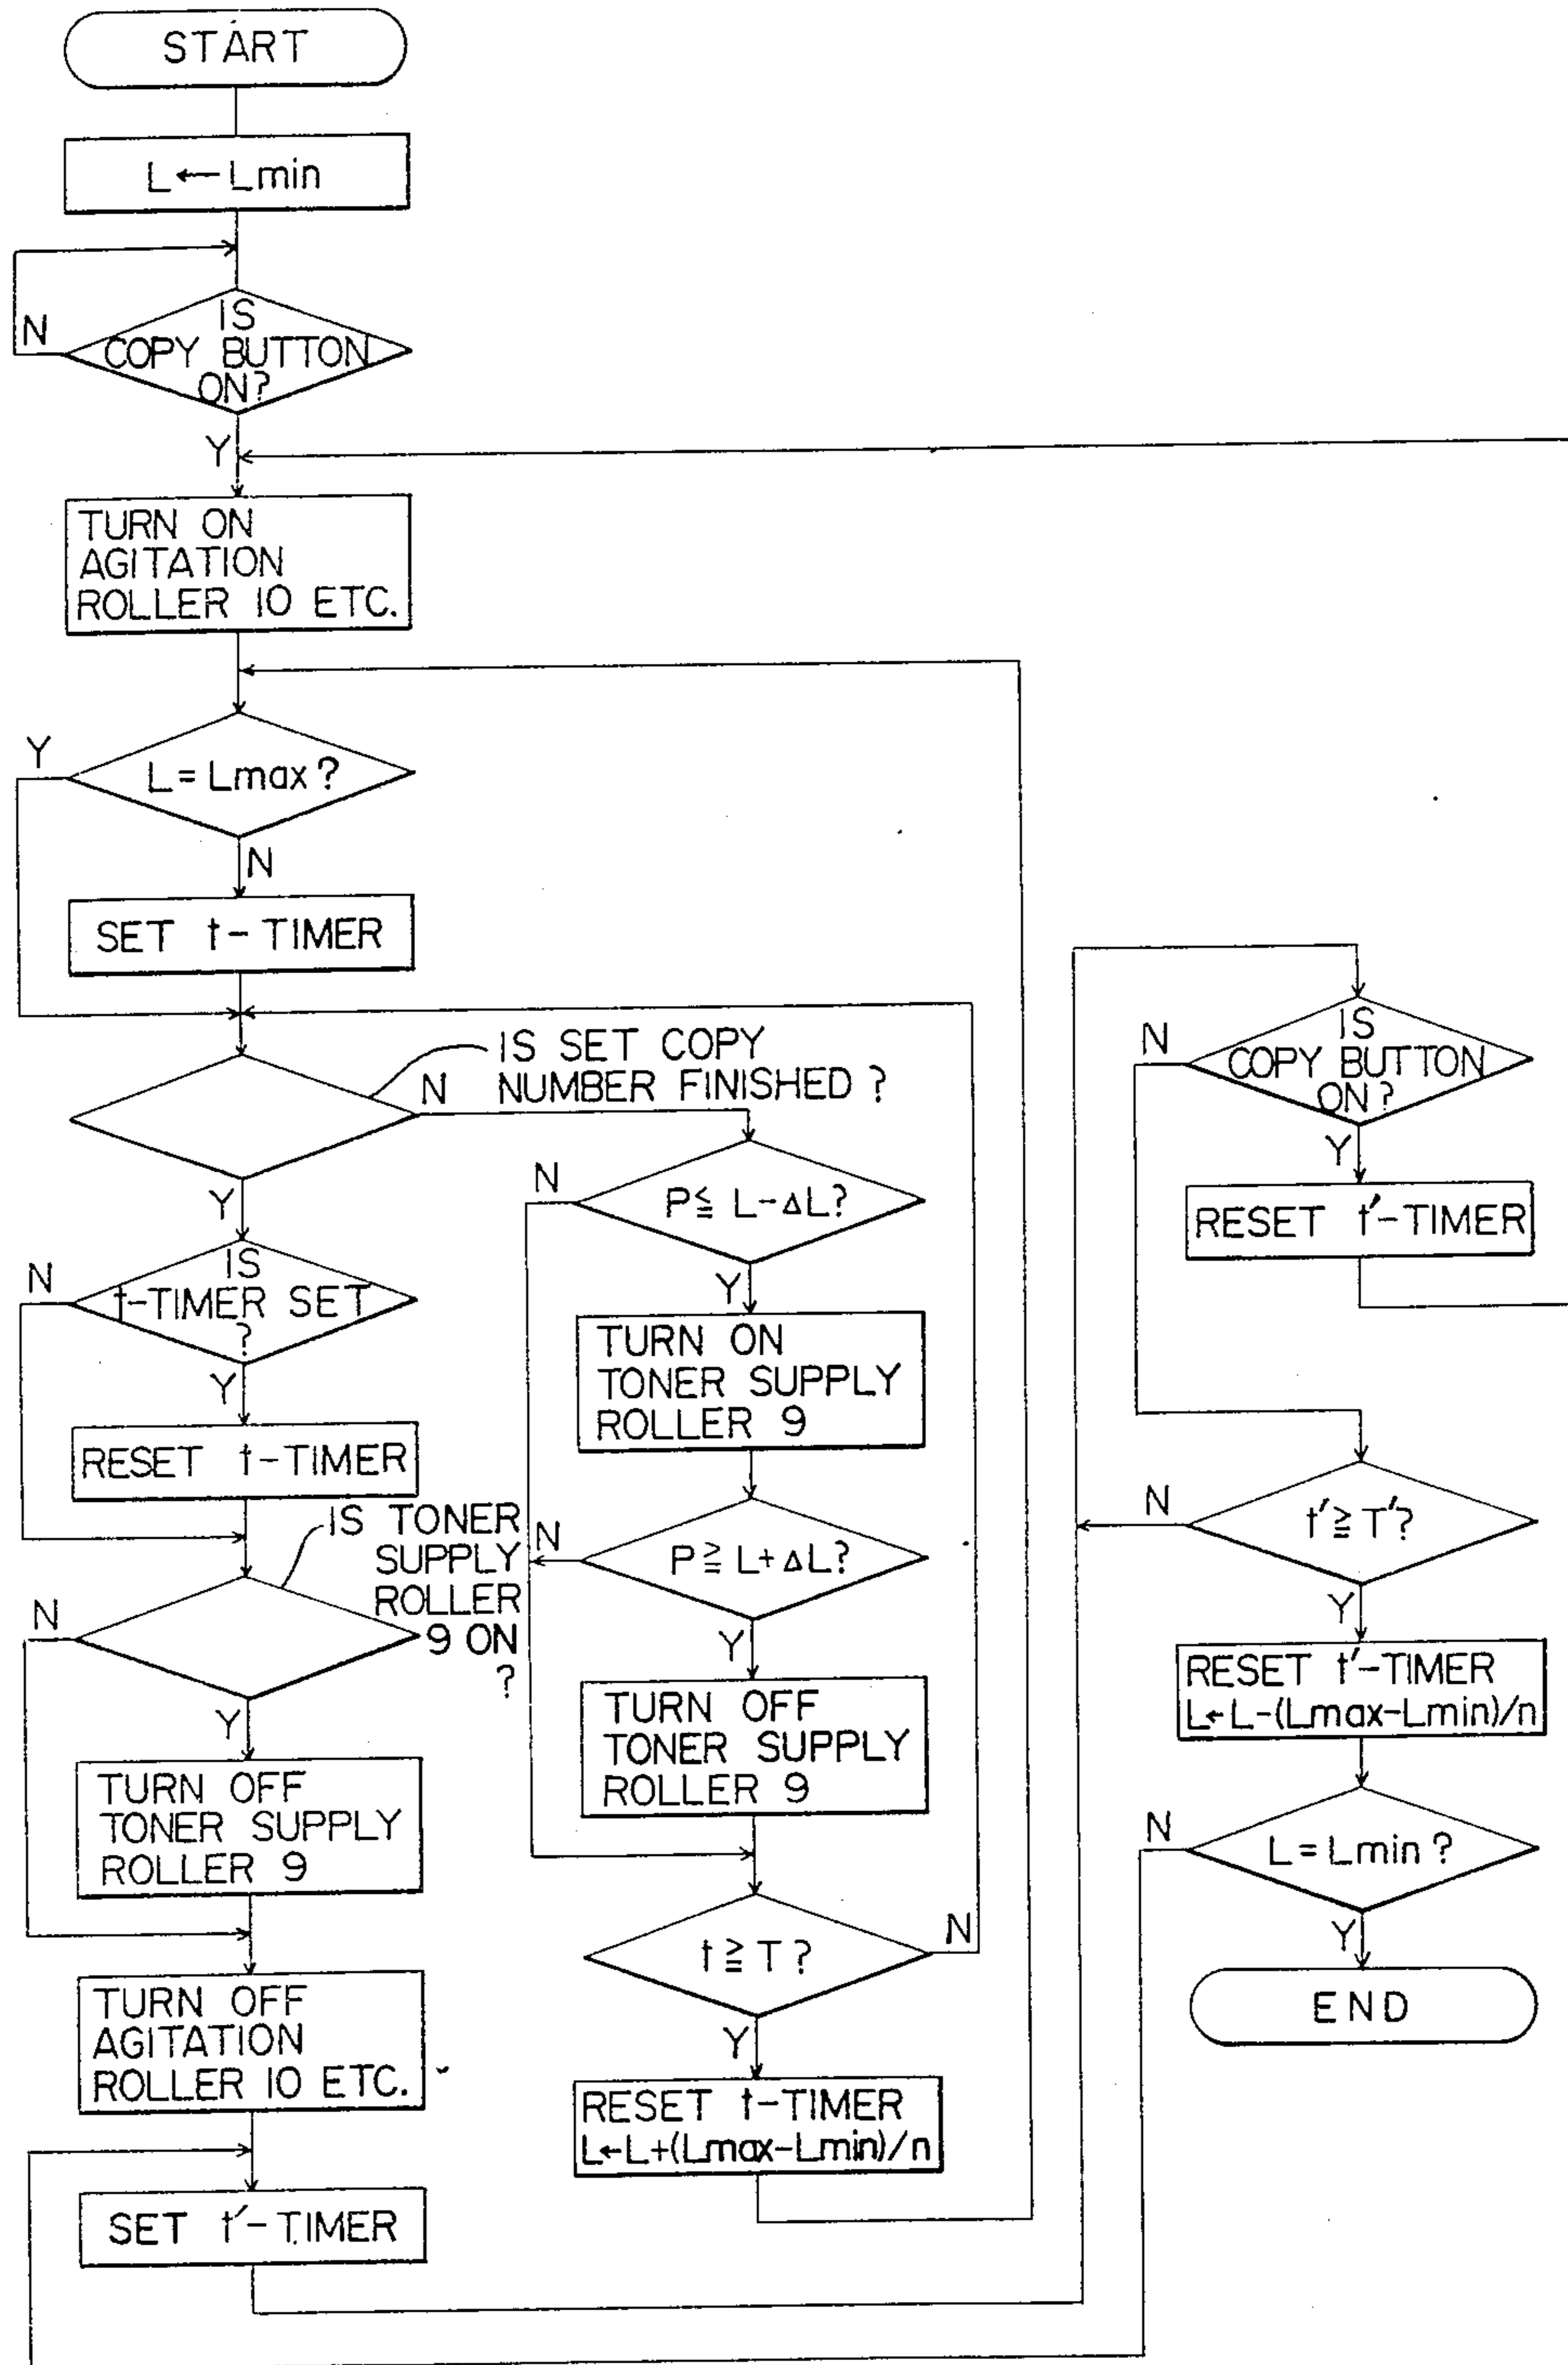 START
L←Lmin
IS
COPY BUTTON
ON?
N
Y
TURN ON
AGITATION
ROLLER 10 ETC.
L=Lmax?
Y
N
SET t-TIMER
IS SET COPY
NUMBER FINISHED?
N
Y
IS
t-TIMER SET
?
N
Y
RESET t-TIMER
IS TONER
SUPPLY
ROLLER
9 ON
?
N
Y
TURN OFF
TONER SUPPLY
ROLLER 9
TURN OFF
AGITATION
ROLLER 10 ETC.
SET t'-TIMER
P≦L-ΔL?
N
Y
TURN ON
TONER SUPPLY
ROLLER 9
P≧L+ΔL?
N
Y
TURN OFF
TONER SUPPLY
ROLLER 9
t≧T?
N
Y
RESET t-TIMER
L←L+(Lmax-Lmin)/n
IS
COPY BUTTON
ON?
N
Y
RESET t'-TIMER
t'≧T'?
N
Y
RESET t'-TIMER
L←L-(Lmax-Lmin)/n
L=Lmin?
N
Y
END